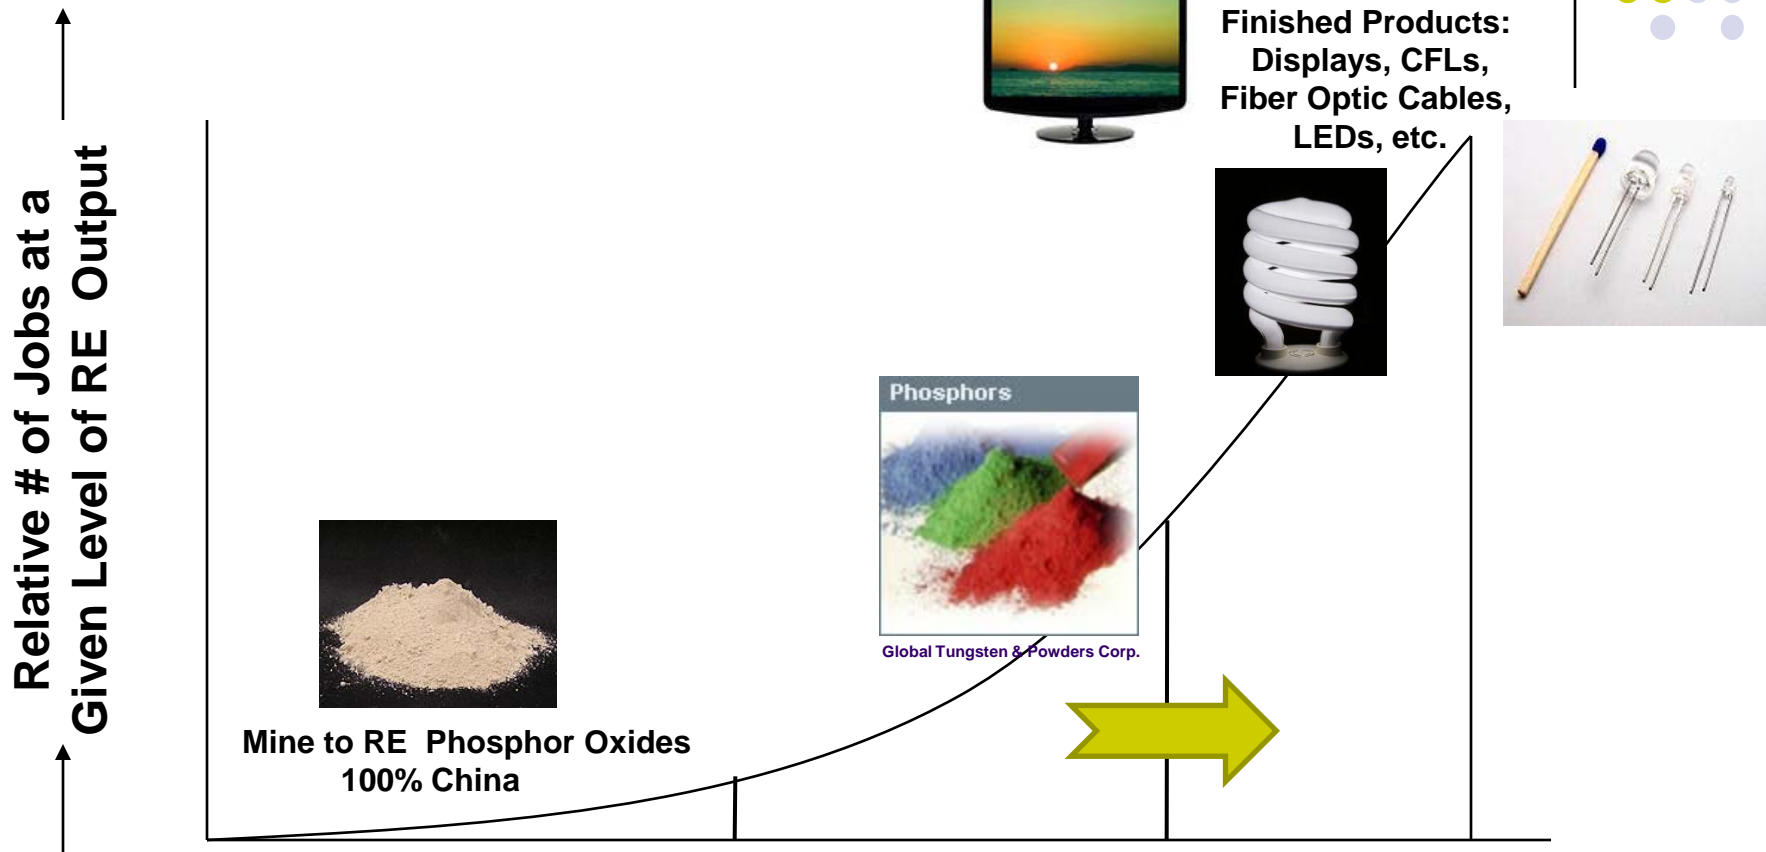 Finished Products:
Displays, CFLs,
Fiber Optic Cables,
LEDs, etc.
Relative # of Jobs at a
Given Level of RE Output
Phosphors
Global Tungsten & Powders Corp.
Mine to RE Phosphor Oxides
100% China